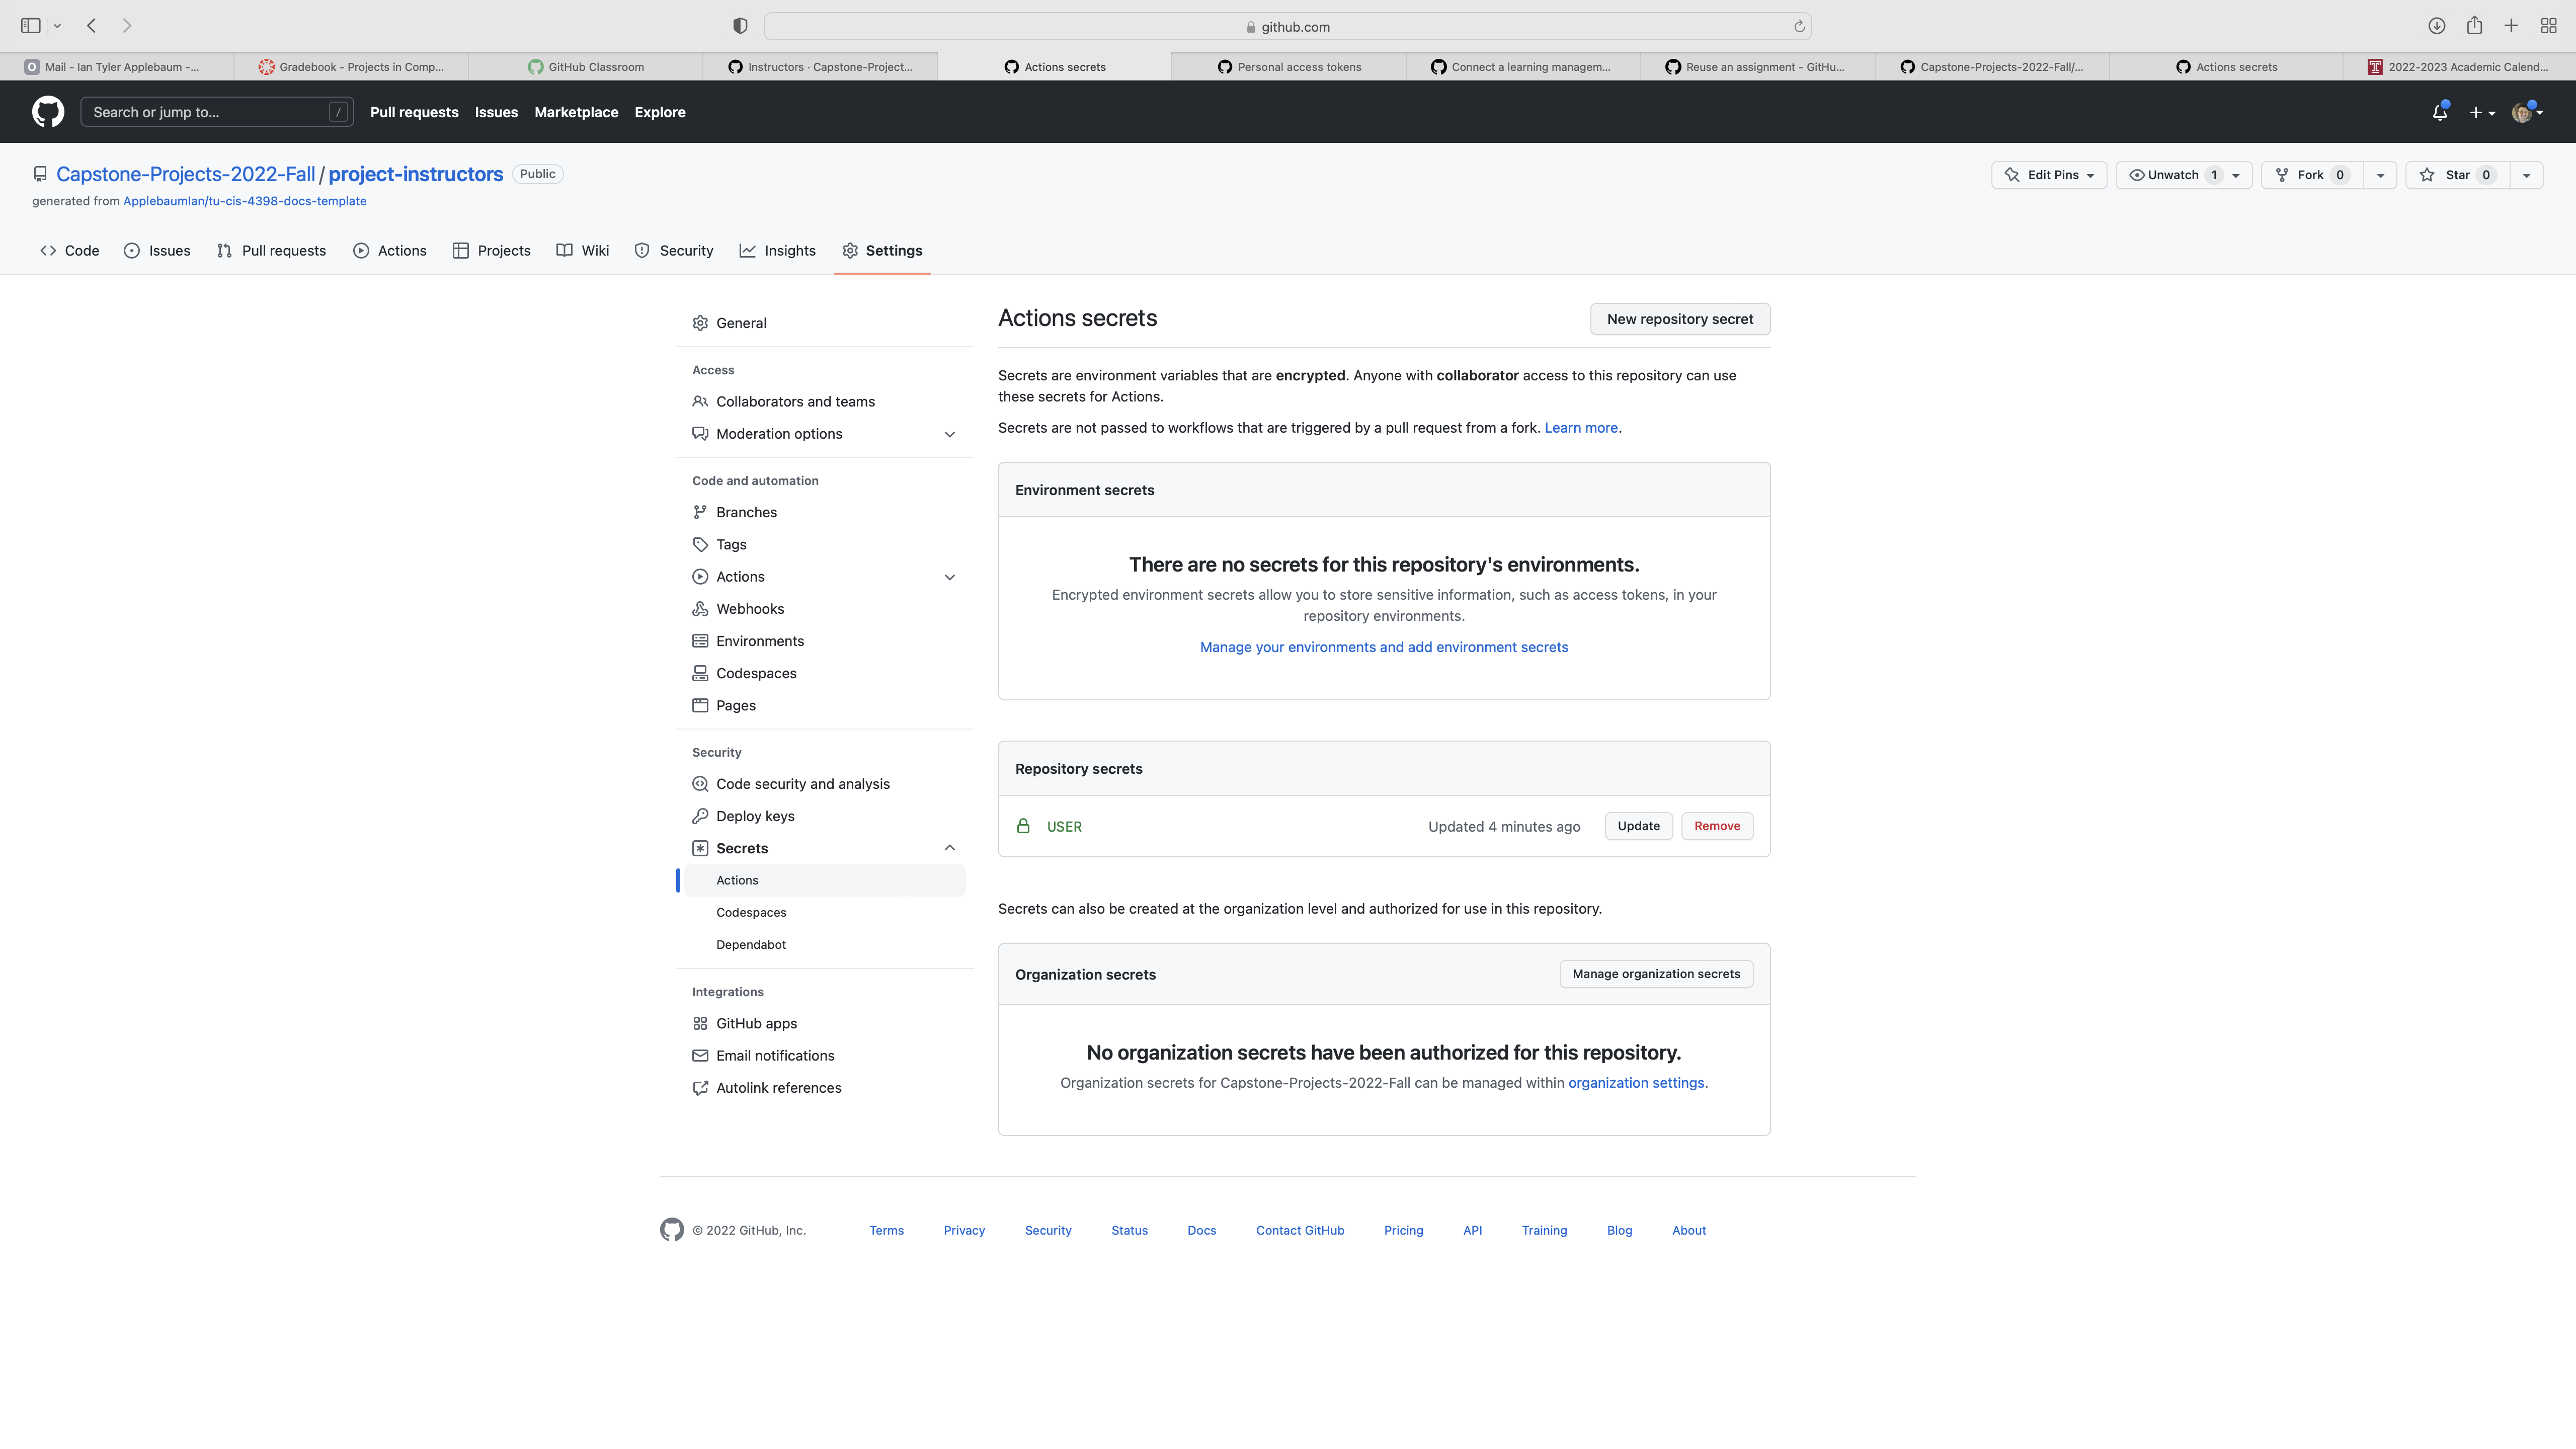 github.com
Mail - Ian Tyler Applebaum -...
Gradebook - Projects in Comp...
GitHub Classroom
Instructors · Capstone-Project...
Actions secrets
Personal access tokens
Connect a learning managem...
Reuse an assignment - GitHu...
Capstone-Projects-2022-Fall/...
Actions secrets
2022-2023 Academic Calend...
Search or jump to... /
Pull requests
Issues
Marketplace
Explore
Capstone-Projects-2022-Fall / project-instructors Public
generated from ApplebaumIan/tu-cis-4398-docs-template
Edit Pins
Unwatch 1
Fork 0
Star 0
Code
Issues
Pull requests
Actions
Projects
Wiki
Security
Insights
Settings
General
Access
Collaborators and teams
Moderation options
Code and automation
Branches
Tags
Actions
Webhooks
Environments
Codespaces
Pages
Security
Code security and analysis
Deploy keys
Secrets
Actions
Codespaces
Dependabot
Integrations
GitHub apps
Email notifications
Autolink references
Actions secrets
New repository secret
Secrets are environment variables that are encrypted. Anyone with collaborator access to this repository can use
these secrets for Actions.
Secrets are not passed to workflows that are triggered by a pull request from a fork. Learn more.
Environment secrets
There are no secrets for this repository's environments.
Encrypted environment secrets allow you to store sensitive information, such as access tokens, in your
repository environments.
Manage your environments and add environment secrets
Repository secrets
USER
Updated 4 minutes ago
Update
Remove
Secrets can also be created at the organization level and authorized for use in this repository.
Organization secrets
Manage organization secrets
No organization secrets have been authorized for this repository.
Organization secrets for Capstone-Projects-2022-Fall can be managed within organization settings.
© 2022 GitHub, Inc.
Terms
Privacy
Security
Status
Docs
Contact GitHub
Pricing
API
Training
Blog
About